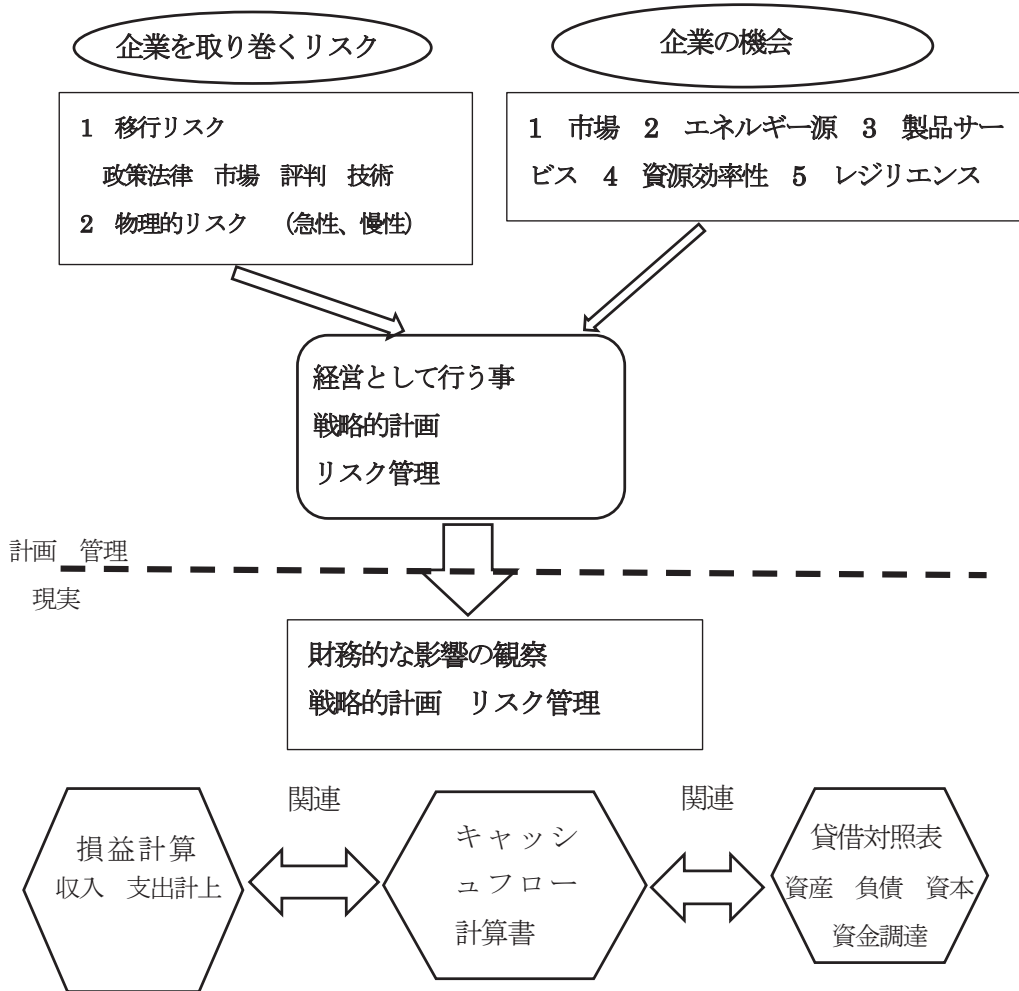 企業を取り巻くリスク
企業の機会
1 移行リスク
政策法律 市場 評判 技術
2 物理的リスク (急性、慢性)
1 市場 2 エネルギー源 3 製品サー
ビス 4 資源効率性 5 レジリエンス
経営として行う事
戦略的計画
リスク管理
計画 管理
現実
財務的な影響の観察
戦略的計画 リスク管理
損益計算
収入 支出計上
関連
キャッシ
ュフロー
計算書
関連
貸借対照表
資産 負債 資本
資金調達